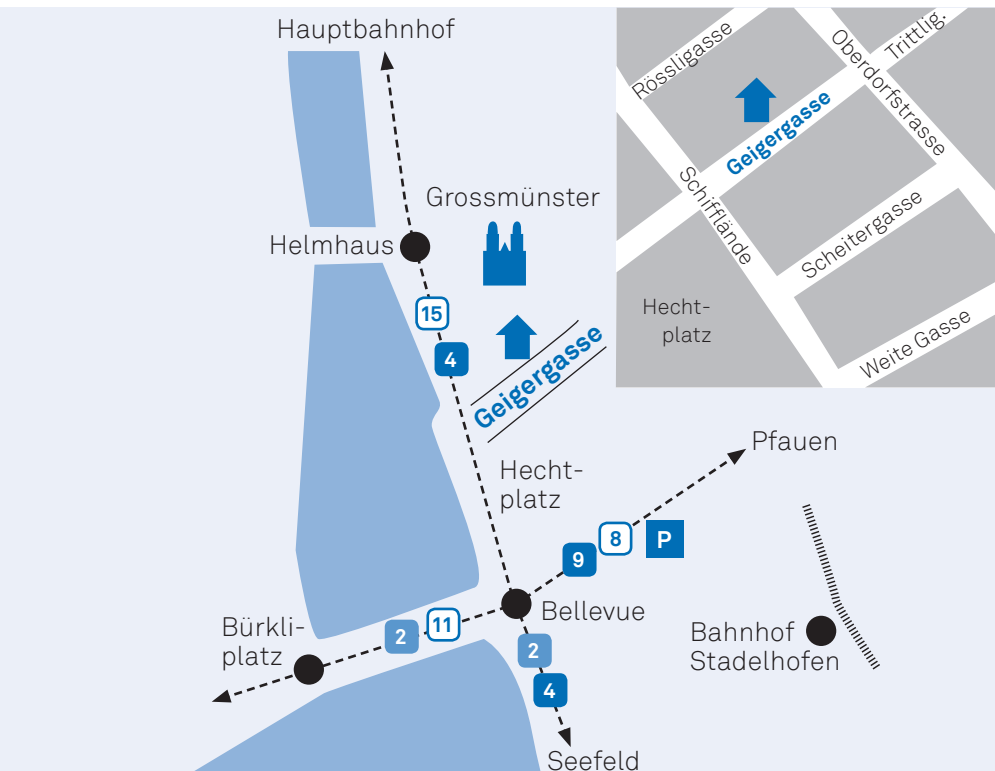 Hauptbahnhof
Grossmünster
Helmhaus
15
4
Geigergasse
Hecht-
platz
Pfauen
8
P
9
Bellevue
11
2
Bürkli-
platz
2
4
Seefeld
Bahnhof
Stadelhofen
Rössligasse
Trittlig.
Oberdorfstrasse
Geigergasse
Schifflände
Scheitergasse
Hecht-
platz
Weite Gasse